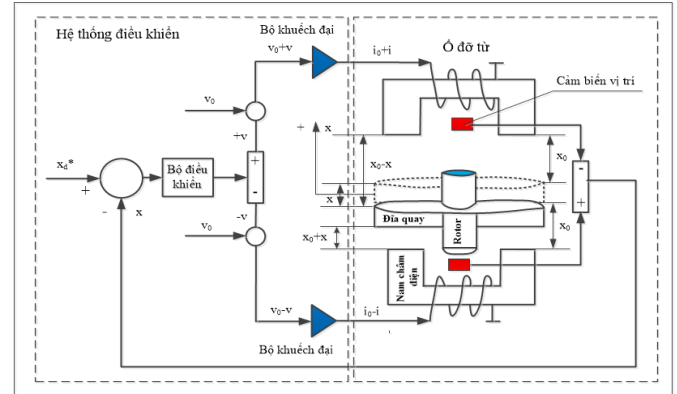 Hệ thống điều khiển
Bộ khuếch đại
v₀+v
i₀+i
Ổ đỡ từ
Cảm biến vị trí
v₀
+v
+
x
x₀-x
x₀
x_d*
+
-
x
Bộ điều
khiển
+
-
-
+
x
Đĩa quay
Rotor
x₀
-v
v₀
x₀+x
Nam châm
điện
v₀-v
i₀-i
Bộ khuếch đại